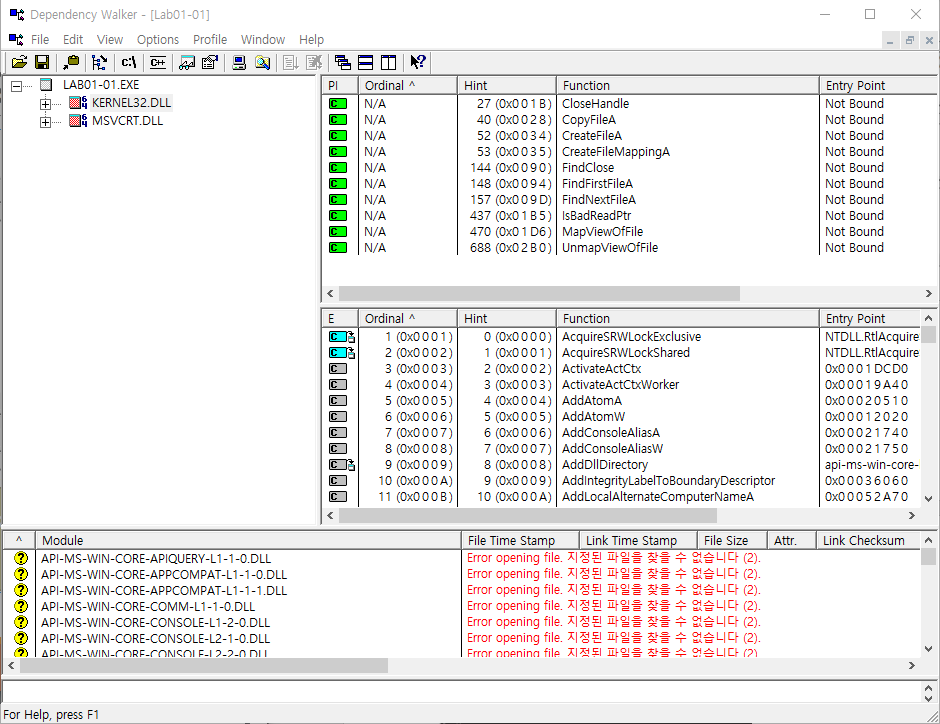 Dependency Walker - [Lab01-01]
File Edit View Options Profile Window Help
c:\ C++
LAB01-01.EXE
KERNEL32.DLL
MSVCRT.DLL
PI Ordinal ^ Hint Function Entry Point
C N/A 27 (0x001B) CloseHandle Not Bound
C N/A 40 (0x0028) CopyFileA Not Bound
C N/A 52 (0x0034) CreateFileA Not Bound
C N/A 53 (0x0035) CreateFileMappingA Not Bound
C N/A 144 (0x0090) FindClose Not Bound
C N/A 148 (0x0094) FindFirstFileA Not Bound
C N/A 157 (0x009D) FindNextFileA Not Bound
C N/A 437 (0x01B5) IsBadReadPtr Not Bound
C N/A 470 (0x01D6) MapViewOfFile Not Bound
C N/A 688 (0x02B0) UnmapViewOfFile Not Bound
E Ordinal ^ Hint Function Entry Point
C 1 (0x0001) 0 (0x0000) AcquireSRWLockExclusive NTDLL.RtlAcquire
C 2 (0x0002) 1 (0x0001) AcquireSRWLockShared NTDLL.RtlAcquire
C 3 (0x0003) 2 (0x0002) ActivateActCtx 0x0001DCD0
C 4 (0x0004) 3 (0x0003) ActivateActCtxWorker 0x00019A40
C 5 (0x0005) 4 (0x0004) AddAtomA 0x00020510
C 6 (0x0006) 5 (0x0005) AddAtomW 0x00012020
C 7 (0x0007) 6 (0x0006) AddConsoleAliasA 0x00021740
C 8 (0x0008) 7 (0x0007) AddConsoleAliasW 0x00021750
C 9 (0x0009) 8 (0x0008) AddDllDirectory api-ms-win-core-
C 10 (0x000A) 9 (0x0009) AddIntegrityLabelToBoundaryDescriptor 0x00036060
C 11 (0x000B) 10 (0x000A) AddLocalAlternateComputerNameA 0x00052A70
^ Module File Time Stamp Link Time Stamp File Size Attr. Link Checksum
? API-MS-WIN-CORE-APIQUERY-L1-1-0.DLL Error opening file. 지정된 파일을 찾을 수 없습니다 (2).
? API-MS-WIN-CORE-APPCOMPAT-L1-1-0.DLL Error opening file. 지정된 파일을 찾을 수 없습니다 (2).
? API-MS-WIN-CORE-APPCOMPAT-L1-1-1.DLL Error opening file. 지정된 파일을 찾을 수 없습니다 (2).
? API-MS-WIN-CORE-COMM-L1-1-0.DLL Error opening file. 지정된 파일을 찾을 수 없습니다 (2).
? API-MS-WIN-CORE-CONSOLE-L1-2-0.DLL Error opening file. 지정된 파일을 찾을 수 없습니다 (2).
? API-MS-WIN-CORE-CONSOLE-L2-1-0.DLL Error opening file. 지정된 파일을 찾을 수 없습니다 (2).
? API-MS-WIN-CORE-CONSOLE-L2-2-0.DLL Error opening file. 지정된 파일을 찾을 수 없습니다 (2).
For Help, press F1